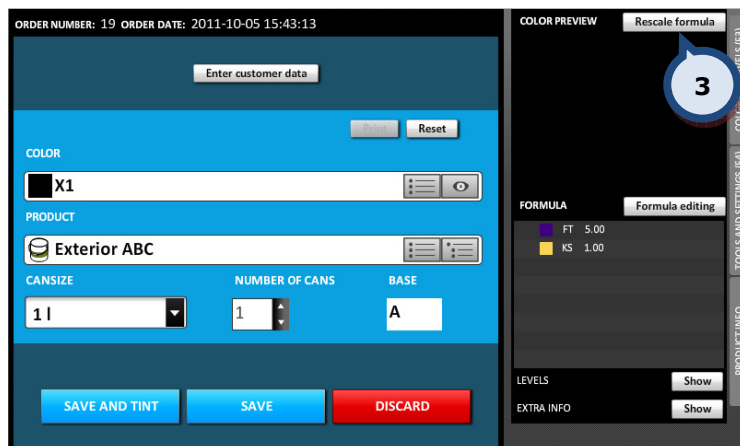 ORDER NUMBER: 19 ORDER DATE: 2011-10-05 15:43:13
Enter customer data
Print Reset
COLOR
X1
PRODUCT
Exterior ABC
CANSIZE NUMBER OF CANS BASE
1 l 1 A
SAVE AND TINT SAVE DISCARD
COLOR PREVIEW Rescale formula
3
FORMULA Formula editing
FT 5.00
KS 1.00
LEVELS Show
EXTRA INFO Show
TOOLS AND SETTINGS (F4)
PRODUCT INFO